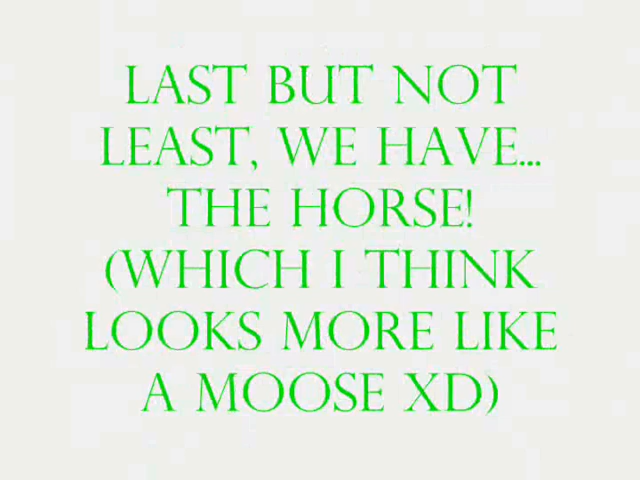 LAST BUT NOT
LEAST, WE HAVE...
THE HORSE!
(WHICH I THINK
LOOKS MORE LIKE
A MOOSE XD)